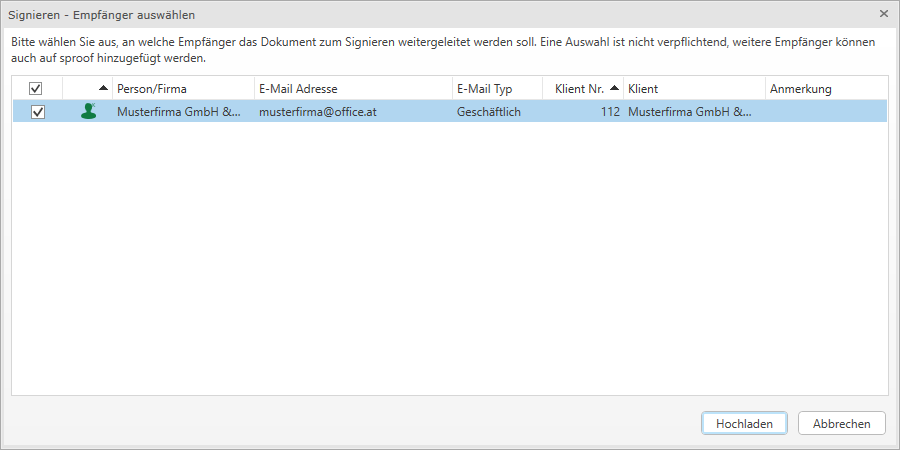 Signieren - Empfänger auswählen
Bitte wählen Sie aus, an welche Empfänger das Dokument zum Signieren weitergeleitet werden soll. Eine Auswahl ist nicht verpflichtend, weitere Empfänger können
auch auf sproof hinzugefügt werden.
Person/Firma E-Mail Adresse E-Mail Typ Klient Nr. Klient Anmerkung
Musterfirma GmbH &... musterfirma@office.at Geschäftlich 112 Musterfirma GmbH &...
Hochladen Abbrechen